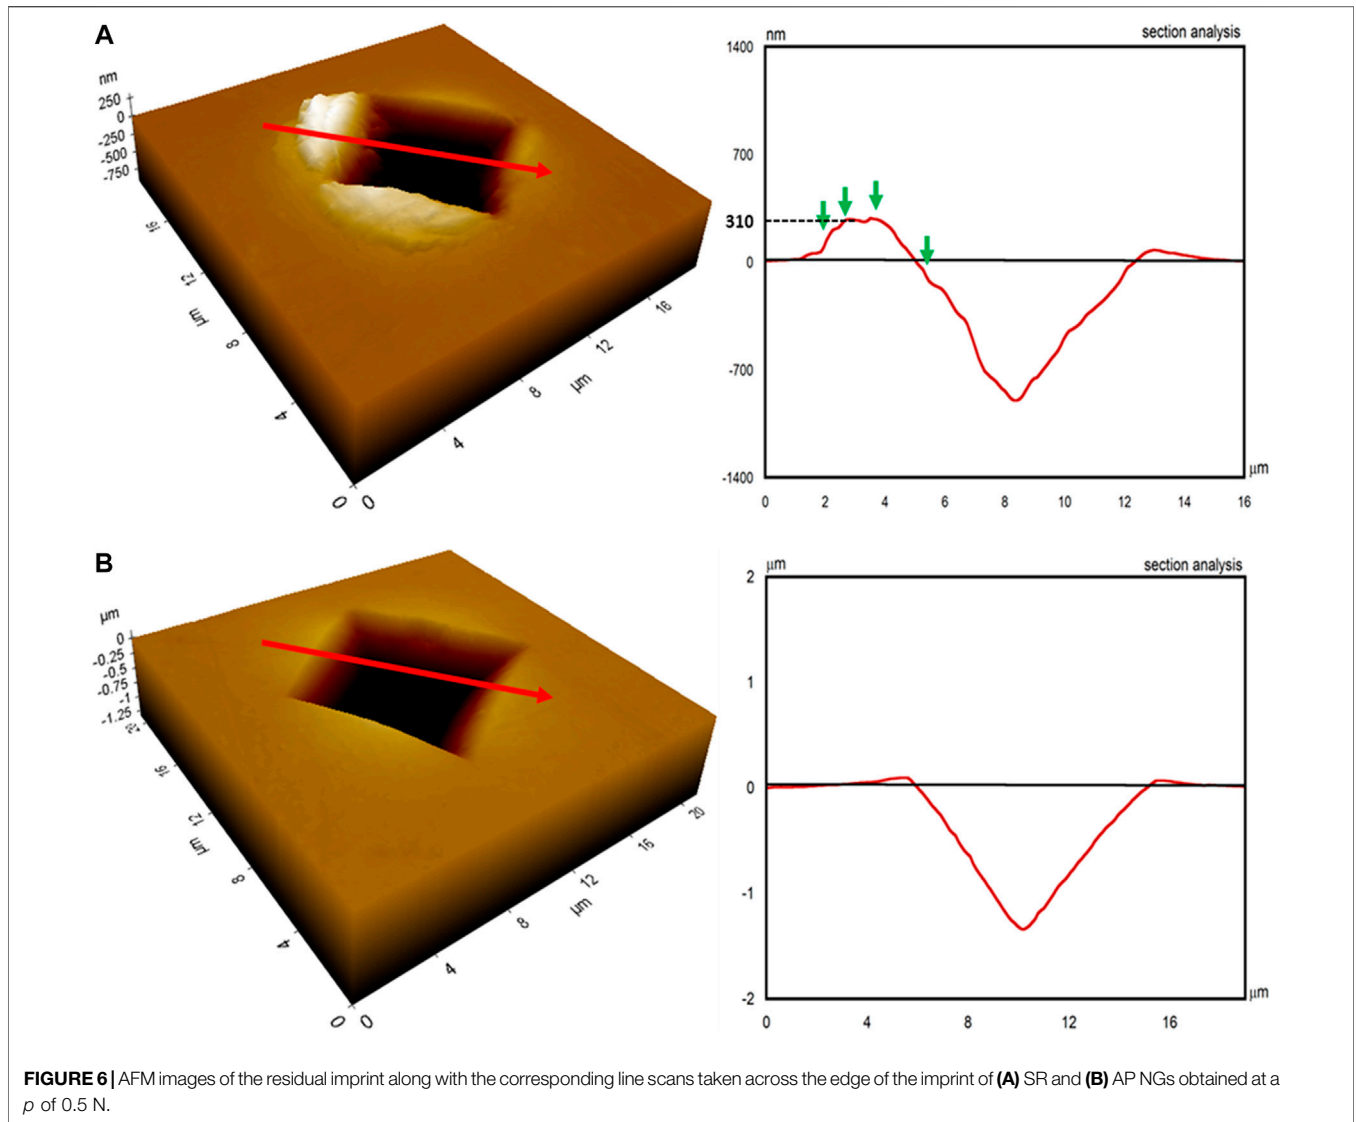 A
nm
250
0
-250
-500
-750
16
12
µm
8
4
0
0
4
8
µm
12
16
nm
section analysis
1400
700
310
0
-700
-1400
µm
0 2 4 6 8 10 12 14 16
B
µm
0
-0.25
-0.5
-0.75
-1
-1.25
20
16
12
µm
8
4
0
0
4
8
µm
12
16
20
µm
section analysis
2
1
0
-1
-2
µm
0 4 8 12 16
FIGURE 6 | AFM images of the residual imprint along with the corresponding line scans taken across the edge of the imprint of (A) SR and (B) AP NGs obtained at a
p of 0.5 N.